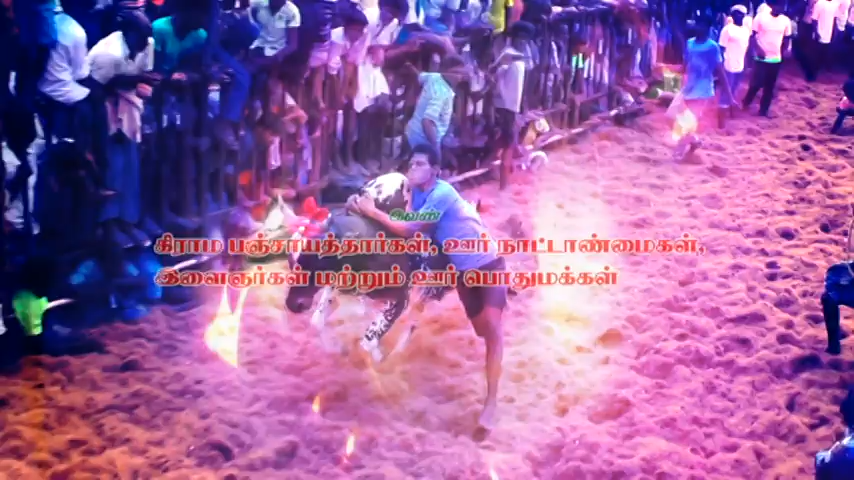 இவண்
கிராம பஞ்சாயத்தார்கள், ஊர் நாட்டாண்மைகள்,
இளைஞர்கள் மற்றும் ஊர் பொதுமக்கள்